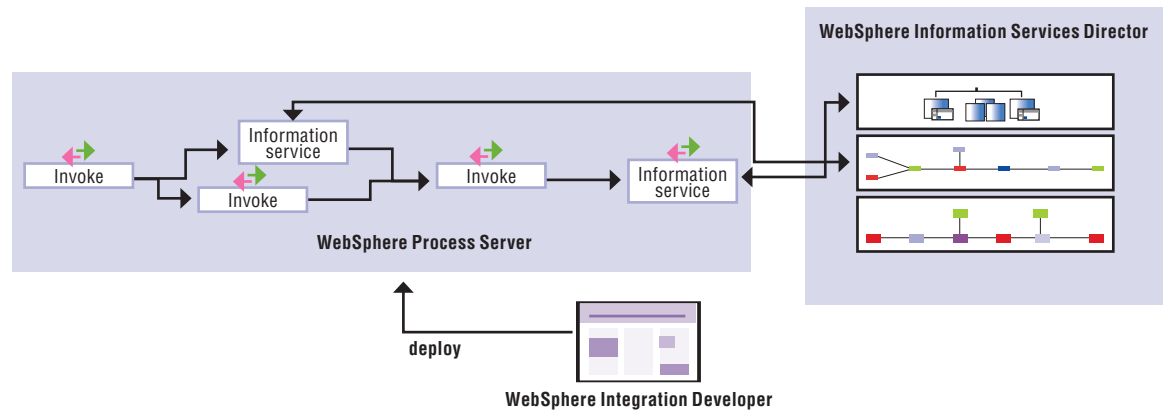 WebSphere Information Services Director
Information
service
Invoke
Invoke
Invoke
Information
service
WebSphere Process Server
deploy
WebSphere Integration Developer